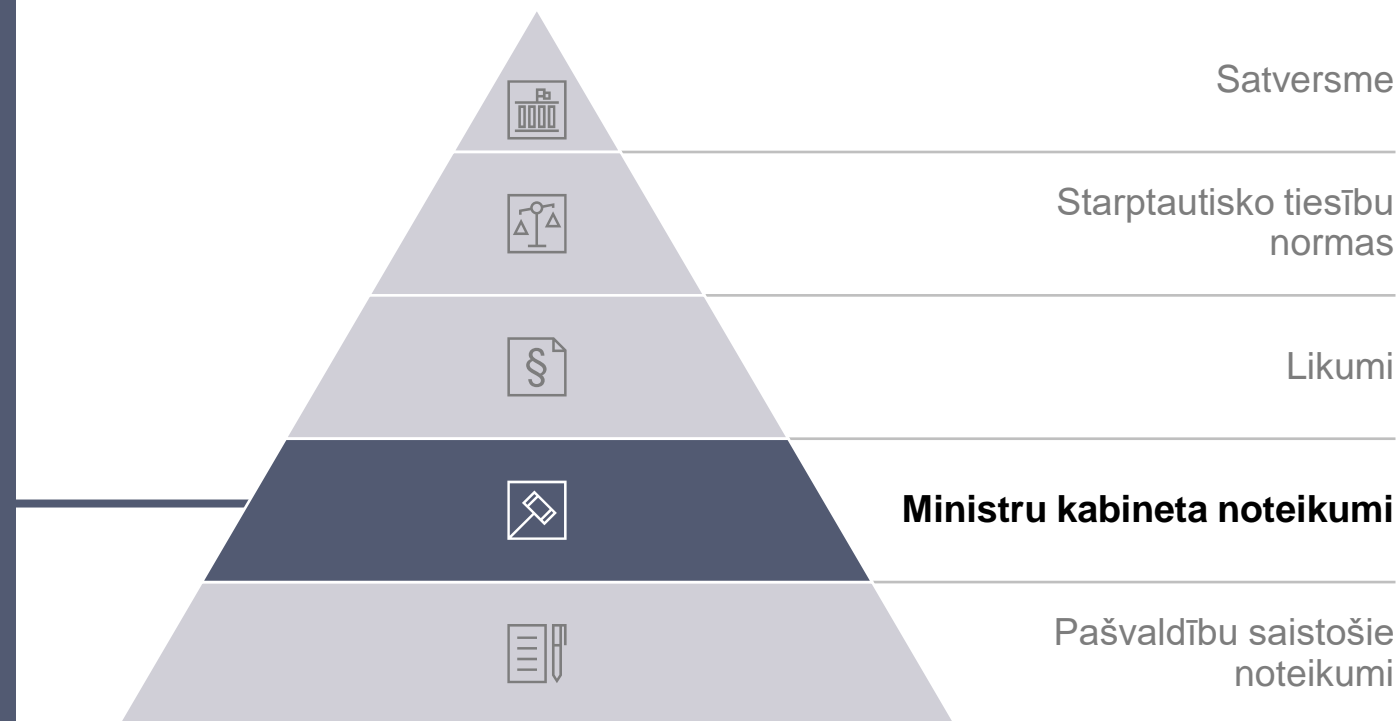 Satversme
Starptautisko tiesību
normas
§
Likumi
Ministru kabineta noteikumi
Pašvaldību saistošie
noteikumi